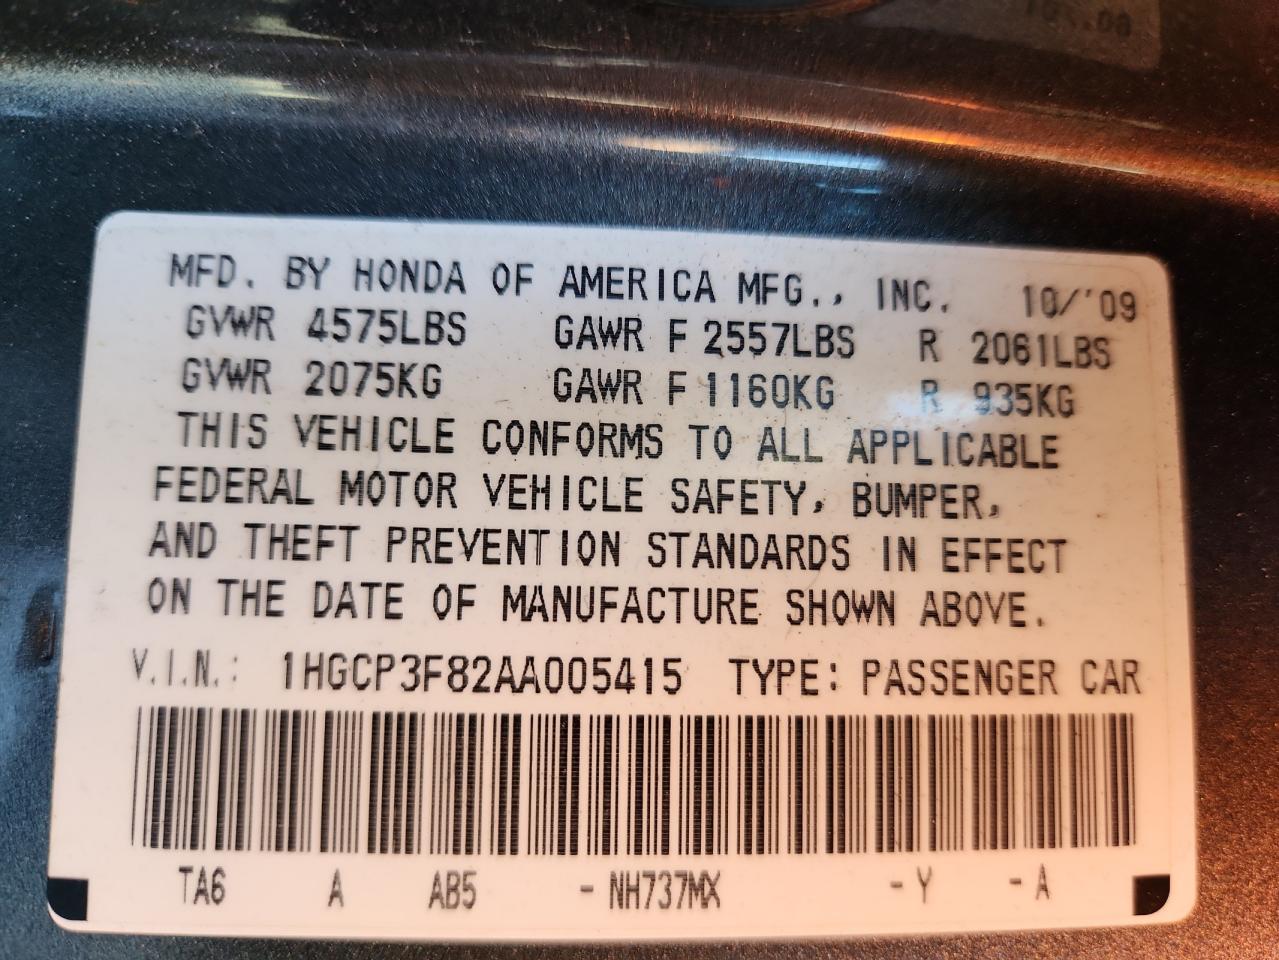 MFD. BY HONDA OF AMERICA MFG., INC. 10/'09
GVWR 4575LBS GAWR F 2557LBS R 2061LBS
GVWR 2075KG GAWR F 1160KG R 935KG
THIS VEHICLE CONFORMS TO ALL APPLICABLE
FEDERAL MOTOR VEHICLE SAFETY, BUMPER,
AND THEFT PREVENTION STANDARDS IN EFFECT
ON THE DATE OF MANUFACTURE SHOWN ABOVE.
V.I.N.: 1HGCP3F82AA005415 TYPE: PASSENGER CAR
TA6 A AB5 - NH737MX - Y - A